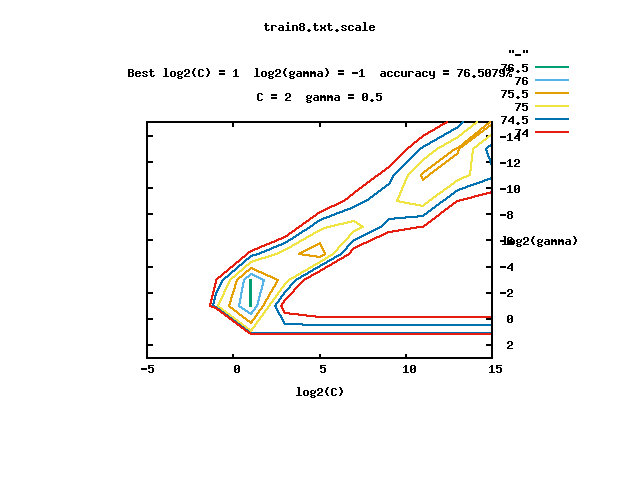 train8.txt.scale
"-"
Best log2(C) = 1 log2(gamma) = -1 accuracy = 76.5079%
76.5
76
C = 2 gamma = 0.5
75.5
75
74.5
74
-14
-12
-10
-8
-6
log2(gamma)
-4
-2
0
2
-5 0 5 10 15
log2(C)